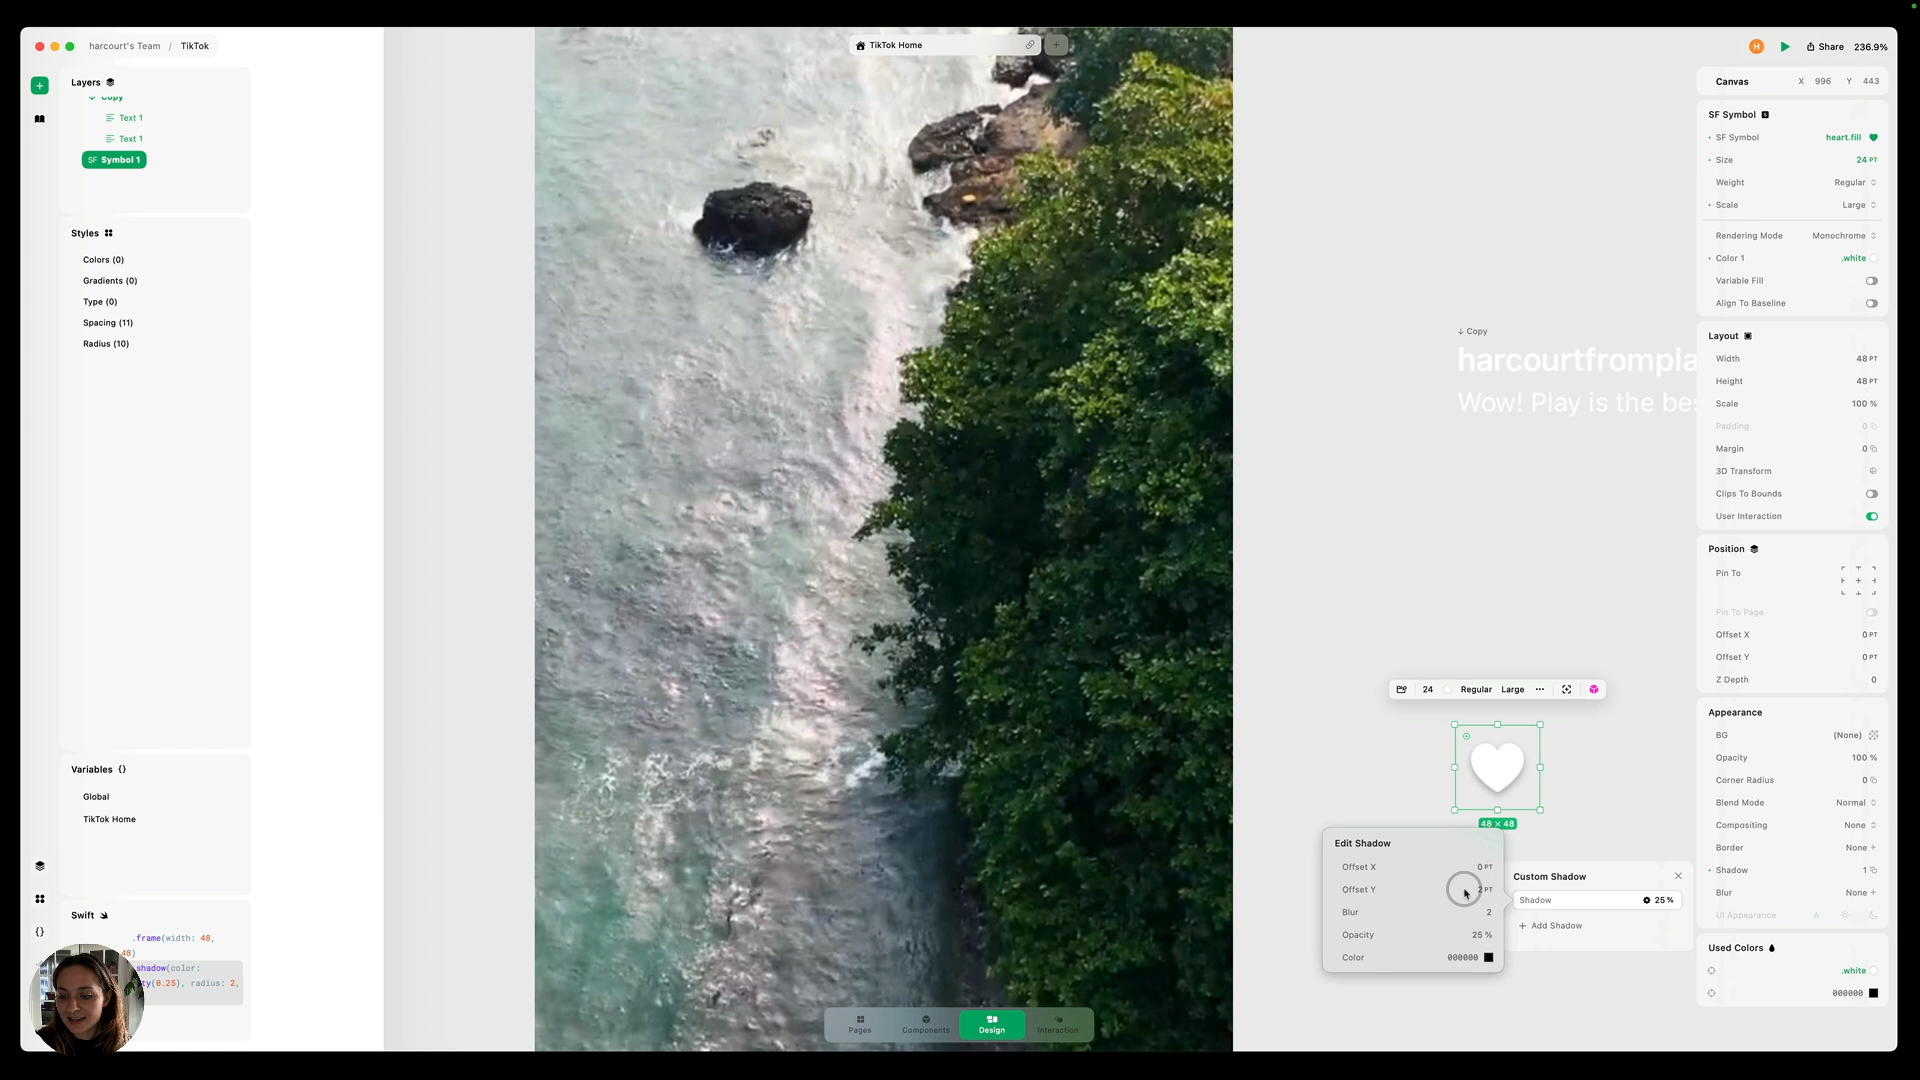 harcourt's Team / TikTok
TikTok Home
H
Share
236.9%
Layers
Copy
Text 1
Text 1
SF Symbol 1
Styles
Colors (0)
Gradients (0)
Type (0)
Spacing (11)
Radius (10)
Variables {}
Global
TikTok Home
Swift
.frame(width: 48,
48)
shadow(color:
ty(0.25), radius: 2,
↓ Copy
harcourtfrompla
Wow! Play is the bes
24 Regular Large ···
48 × 48
Edit Shadow
Offset X 0 PT
Offset Y 2 PT
Blur 2
Opacity 25 %
Color 000000
Custom Shadow
Shadow 25 %
+ Add Shadow
Pages
Components
Design
Interaction
Canvas X 996 Y 443
SF Symbol
SF Symbol heart.fill
Size 24 PT
Weight Regular
Scale Large
Rendering Mode Monochrome
Color 1 .white
Variable Fill
Align To Baseline
Layout
Width 48 PT
Height 48 PT
Scale 100 %
Padding 0
Margin 0
3D Transform
Clips To Bounds
User Interaction
Position
Pin To
Pin To Page
Offset X 0 PT
Offset Y 0 PT
Z Depth 0
Appearance
BG (None)
Opacity 100 %
Corner Radius 0
Blend Mode Normal
Compositing None
Border None +
Shadow 1
Blur None +
UI Appearance A
Used Colors
.white
000000